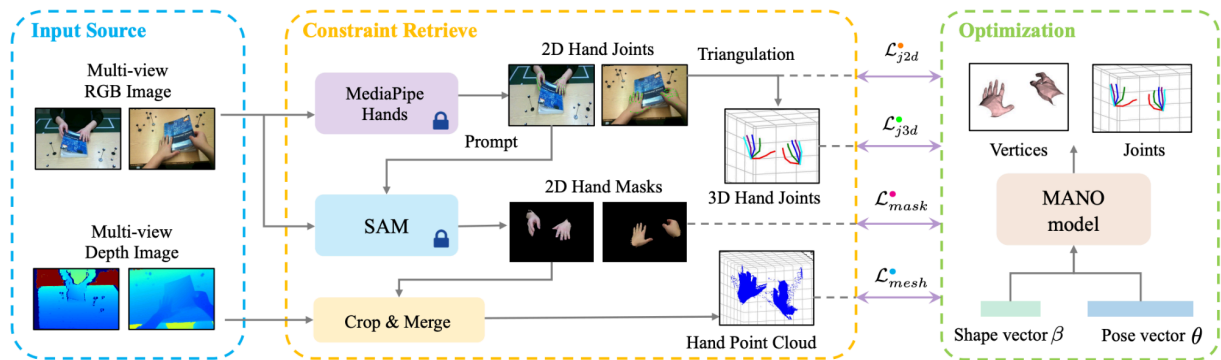 Input Source
Multi-view
RGB Image
Multi-view
Depth Image
Constraint Retrieve
MediaPipe
Hands
2D Hand Joints
Triangulation
Prompt
3D Hand Joints
SAM
2D Hand Masks
Crop & Merge
Hand Point Cloud
ℒj2d
ℒj3d
ℒmask
ℒmesh
Optimization
Vertices
Joints
MANO
model
Shape vector β
Pose vector θ